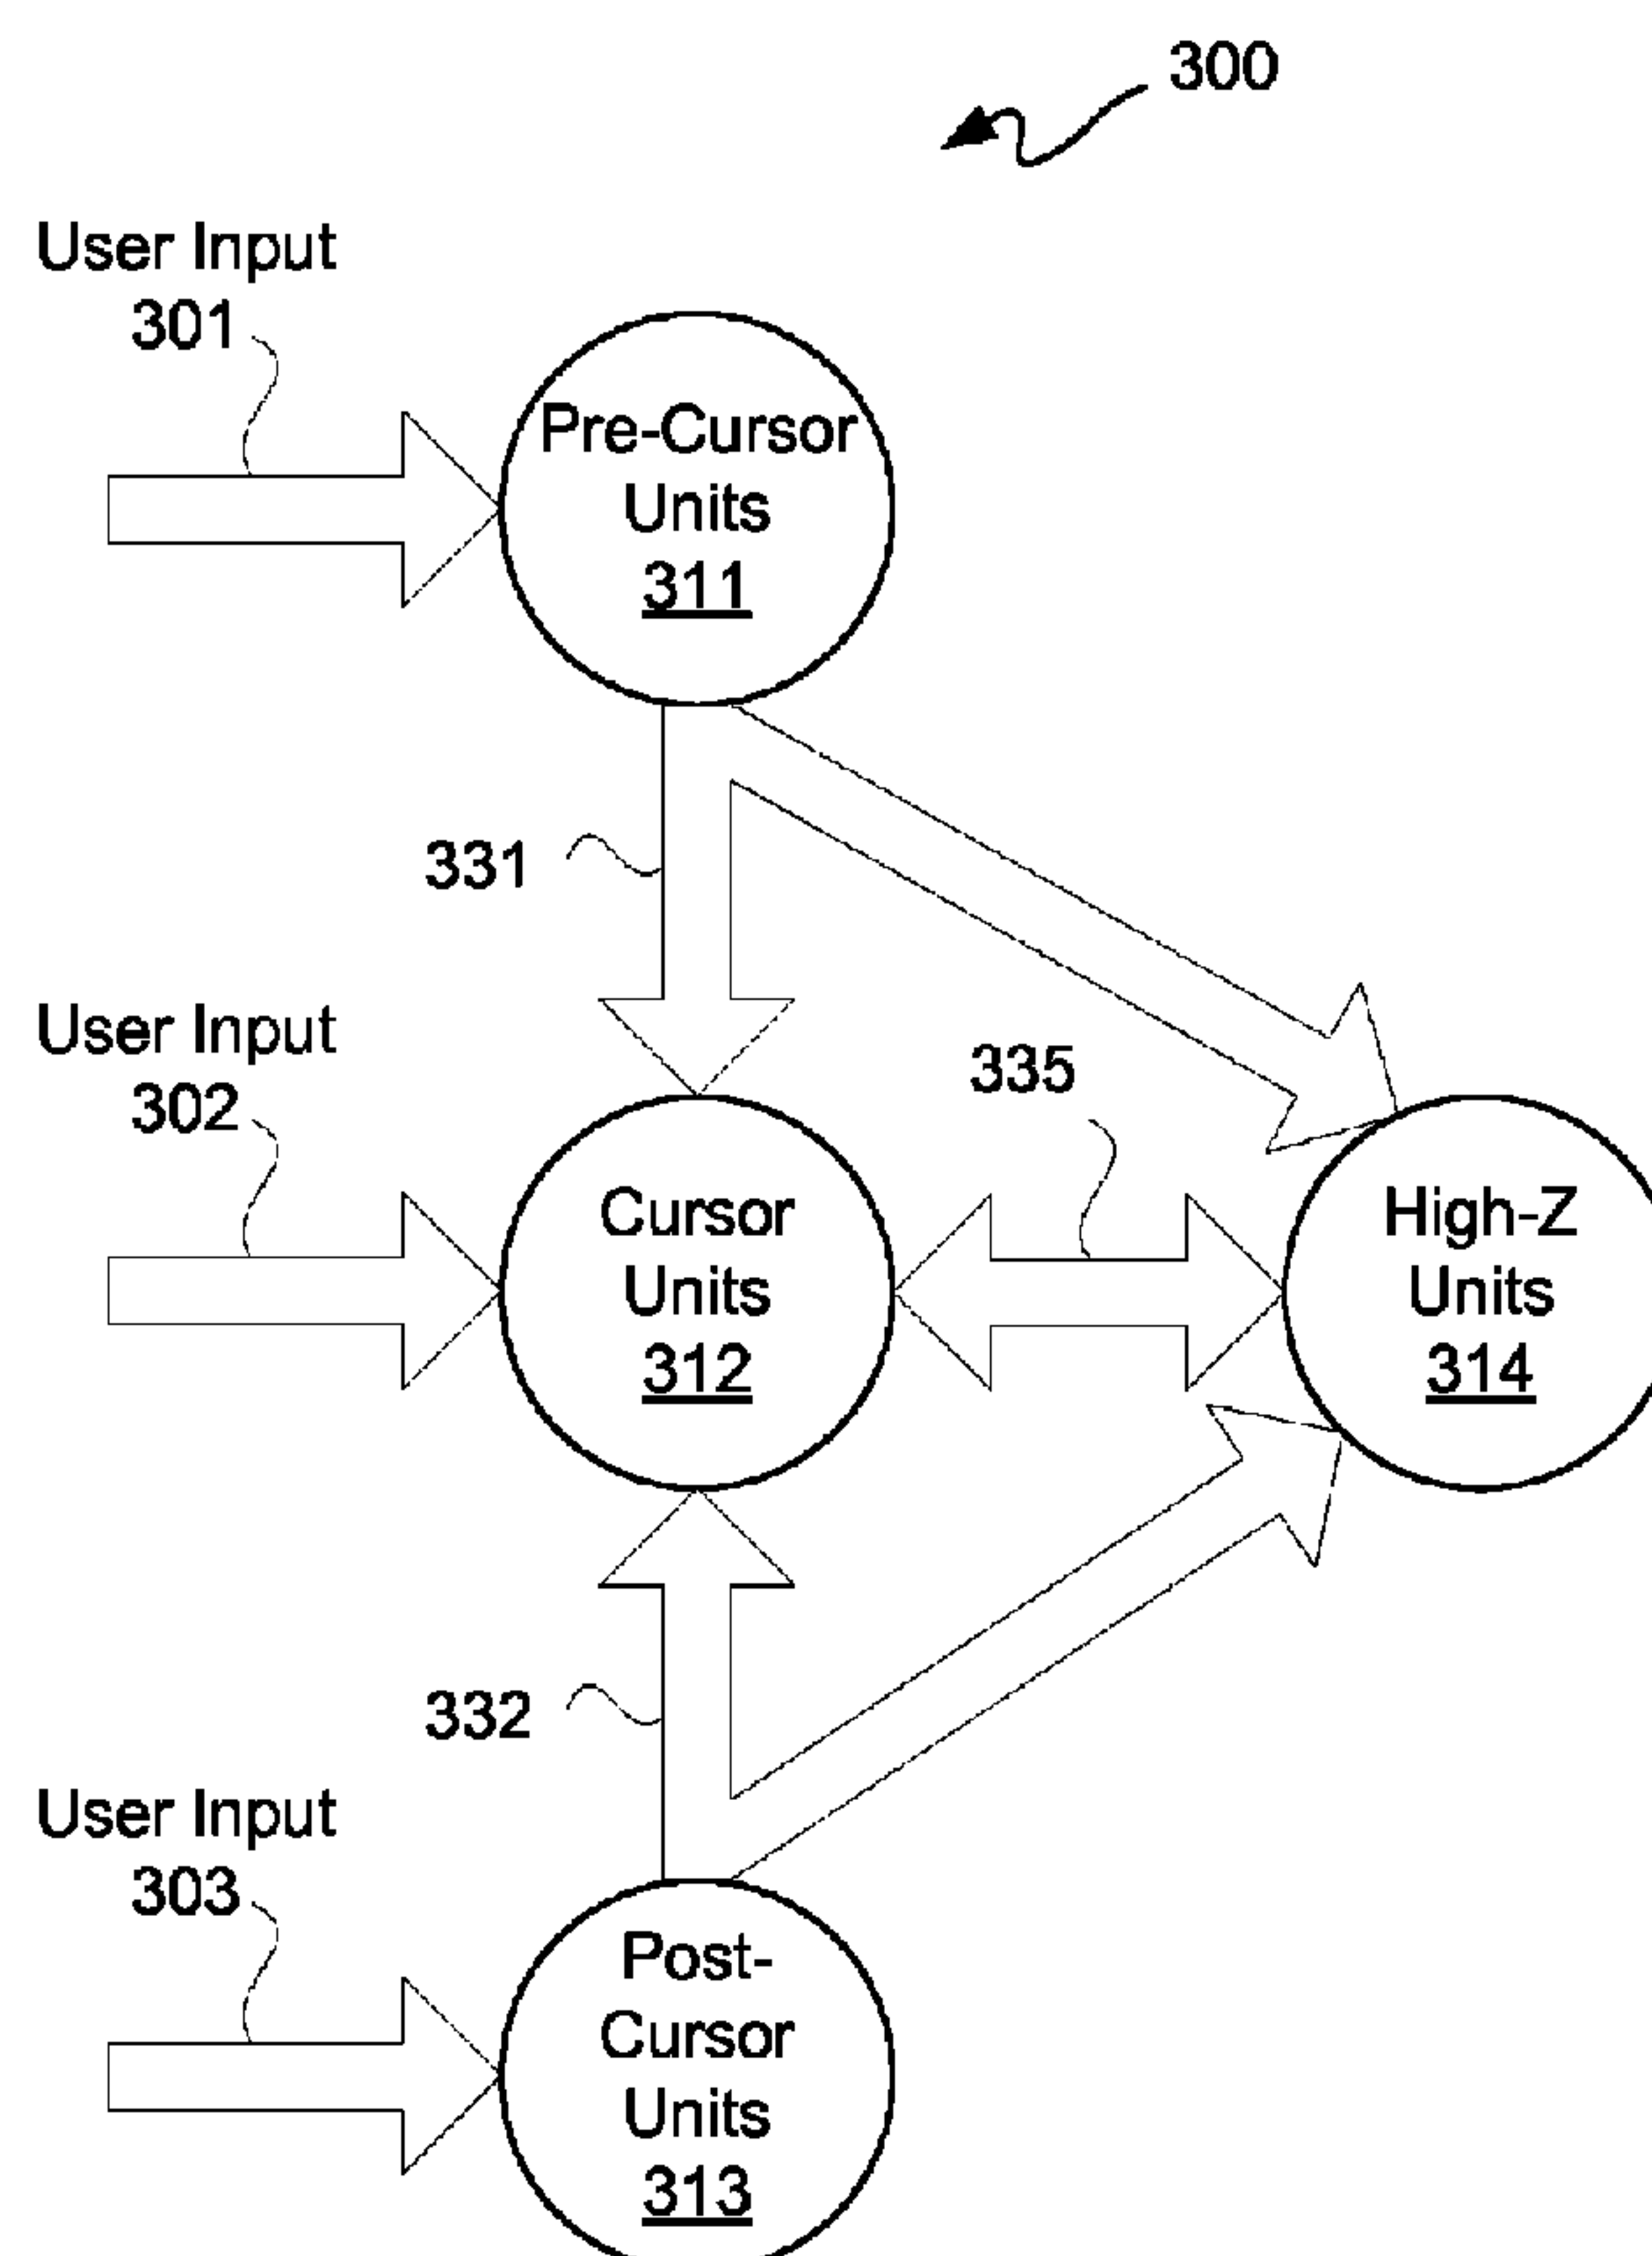 300
User Input
301
Pre-Cursor
Units
311
331
User Input
302
335
Cursor
Units
312
High-Z
Units
314
332
User Input
303
Post-
Cursor
Units
313